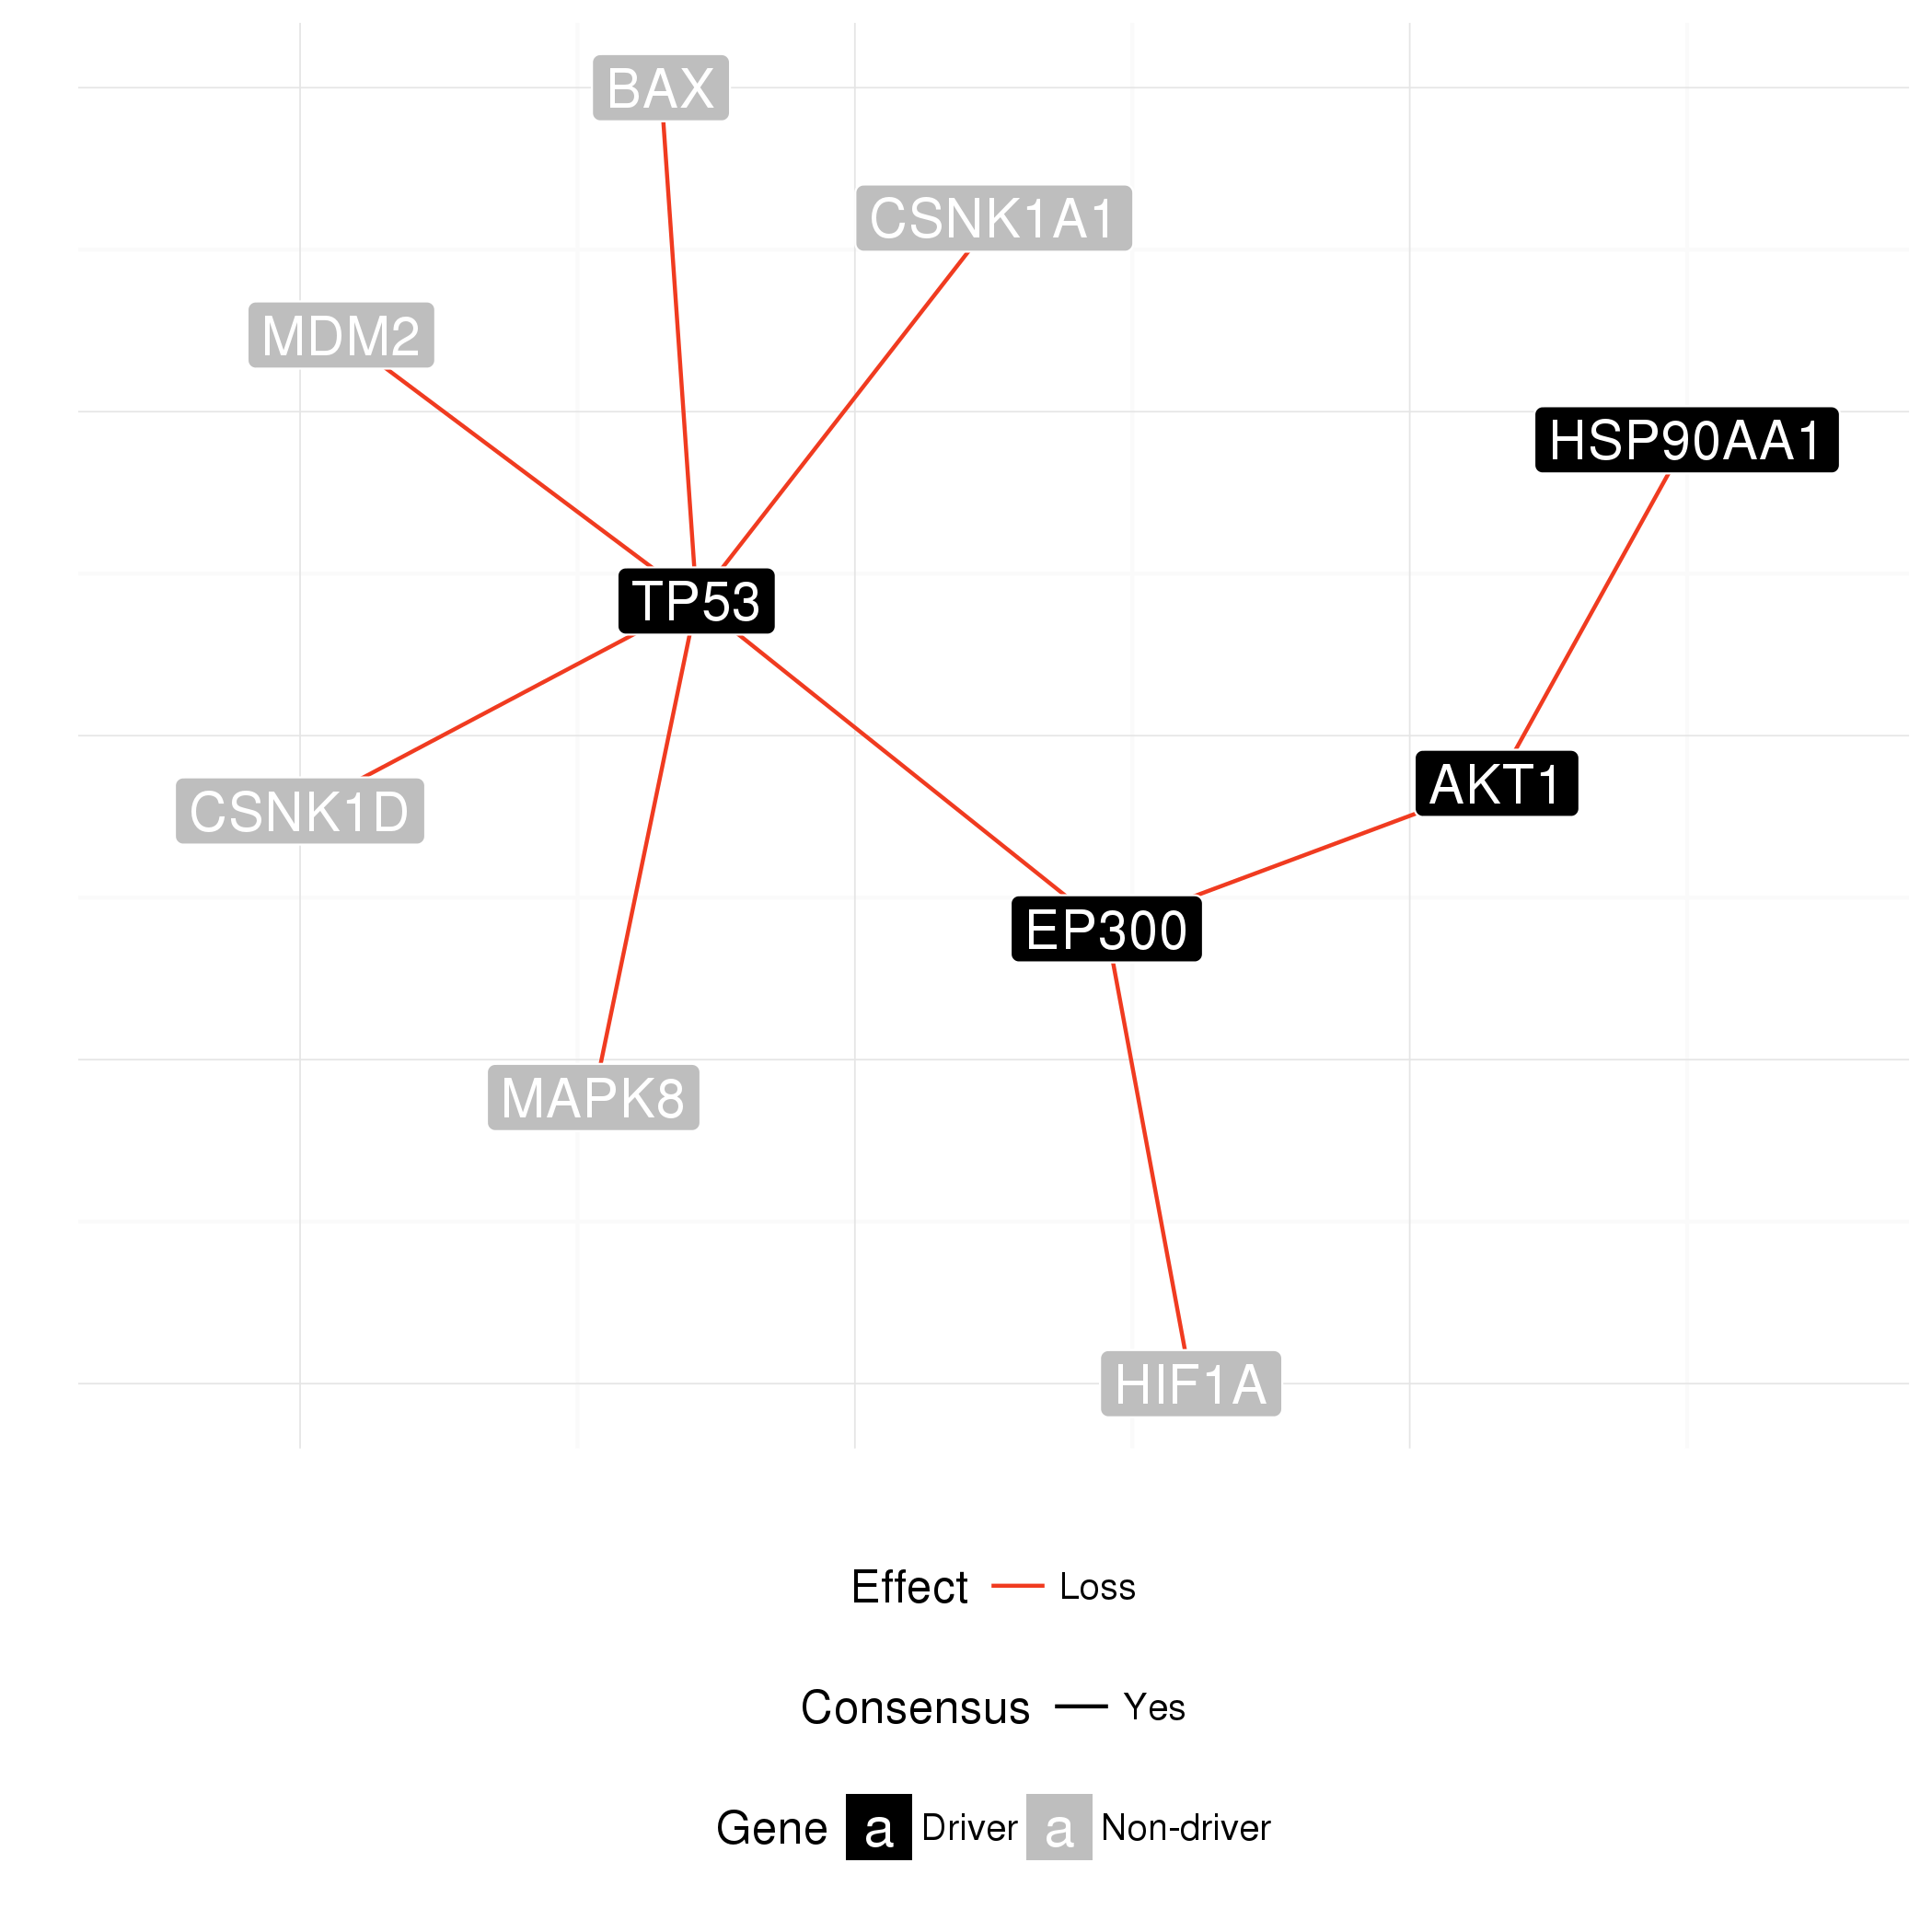 BAX
CSNK1A1
MDM2
HSP90AA1
TP53
AKT1
CSNK1D
EP300
MAPK8
HIF1A
Effect Loss
Consensus Yes
Gene a Driver a Non-driver